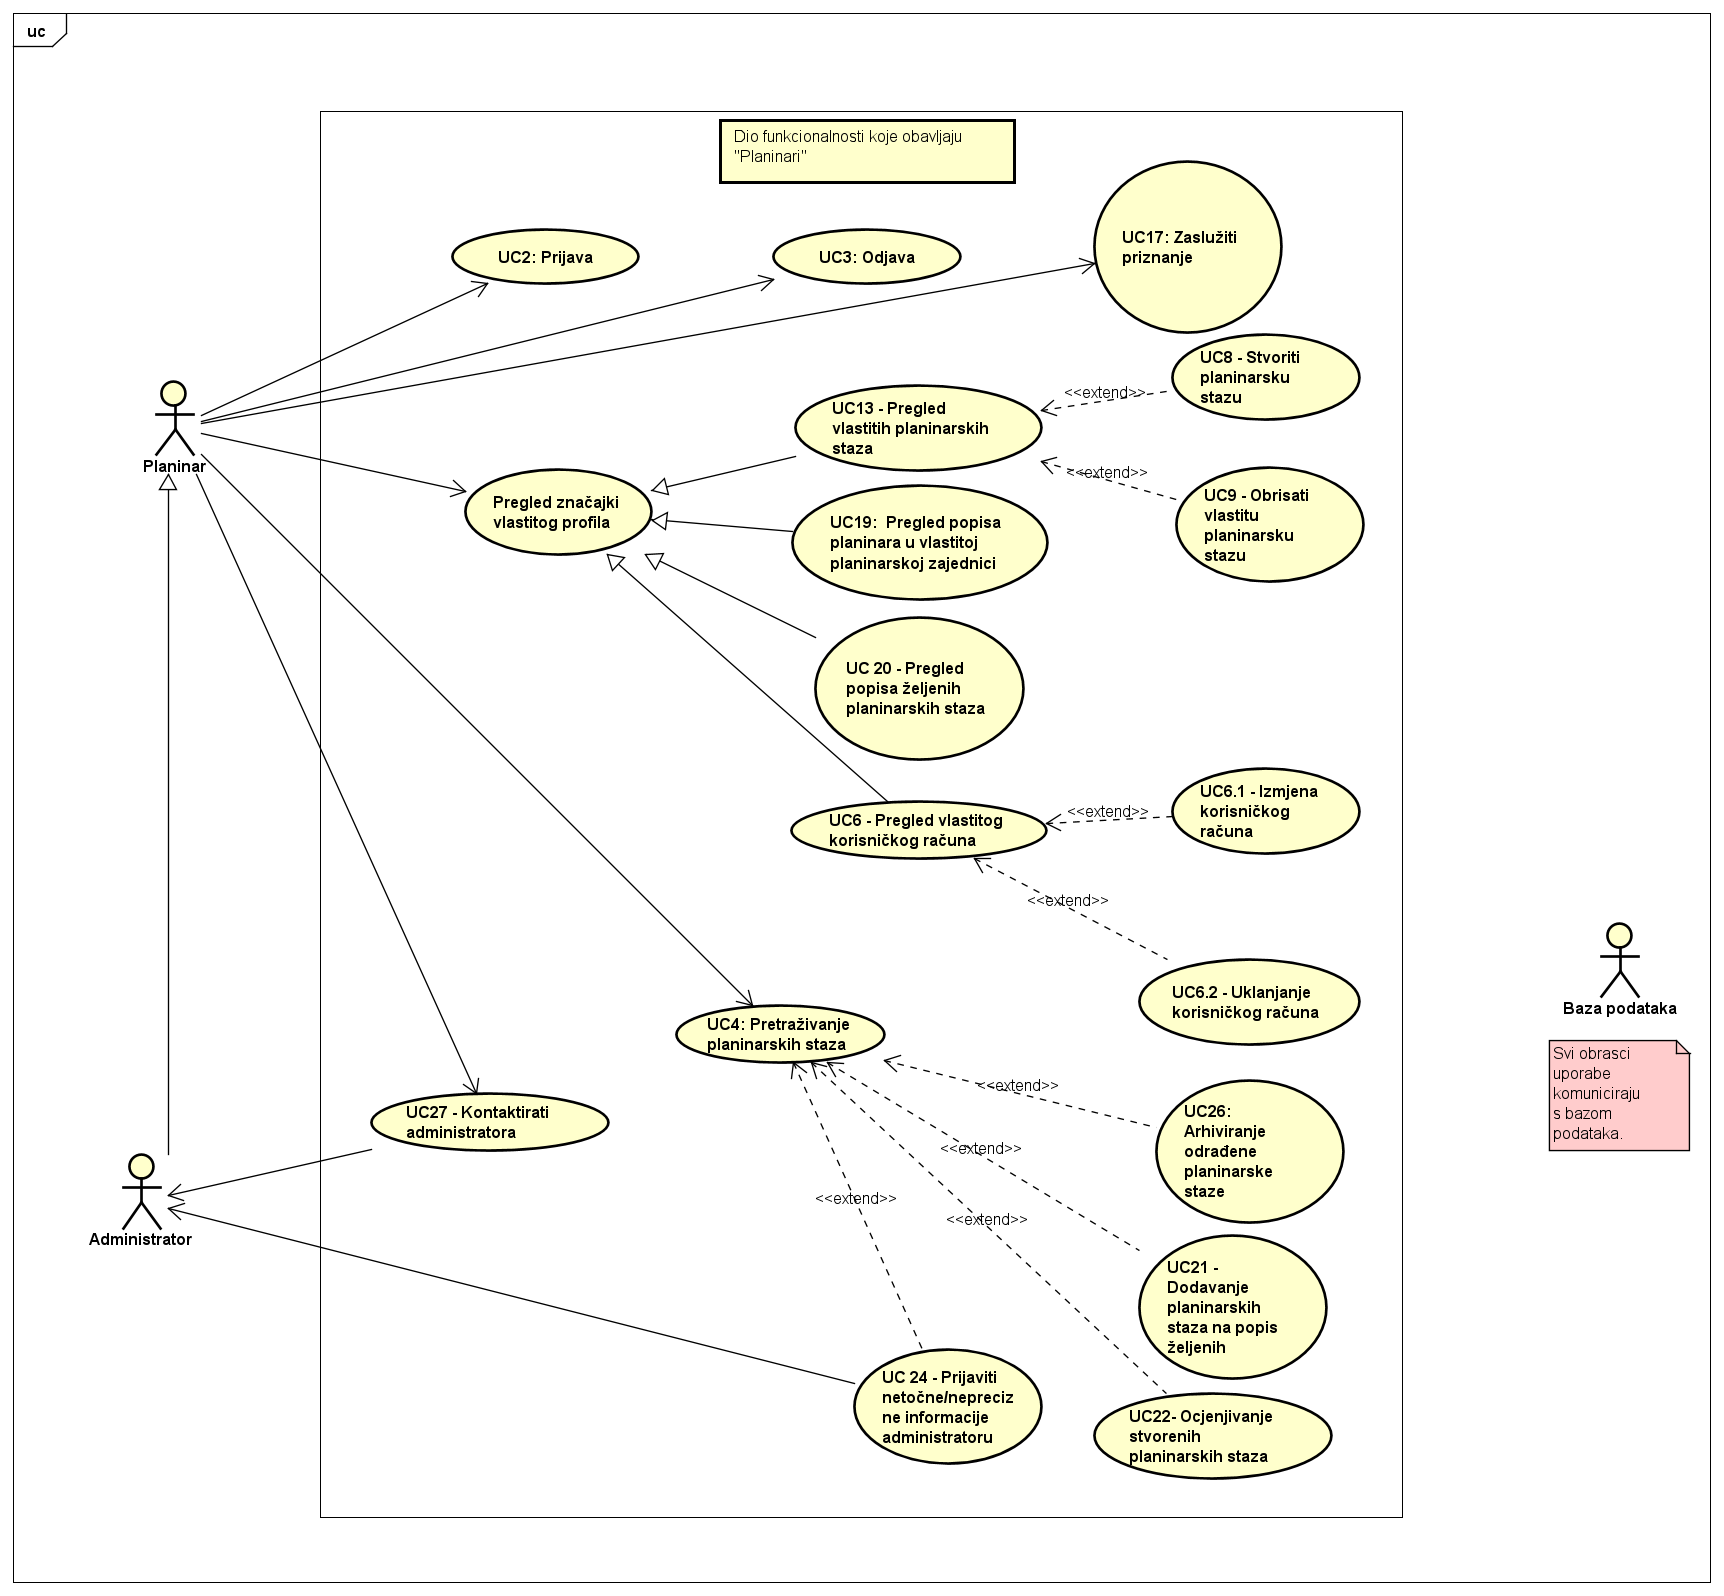 uc
Dio funkcionalnosti koje obavljaju
"Planinari"
UC2: Prijava
UC3: Odjava
UC17: Zaslužiti
priznanje
UC8 - Stvoriti
planinarsku
stazu
<<extend>>
UC13 - Pregled
vlastitih planinarskih
staza
Planinar
<<extend>>
UC9 - Obrisati
vlastitu
planinarsku
stazu
Pregled značajki
vlastitog profila
UC19:  Pregled popisa
planinara u vlastitoj
planinarskoj zajednici
UC 20 - Pregled
popisa željenih
planinarskih staza
UC6 - Pregled vlastitog
korisničkog računa
<<extend>>
UC6.1 - Izmjena
korisničkog
računa
<<extend>>
UC6.2 - Uklanjanje
korisničkog računa
Baza podataka
Svi obrasci
uporabe
komuniciraju
s bazom
podataka.
UC4: Pretraživanje
planinarskih staza
<<extend>>
UC27 - Kontaktirati
administratora
UC26:
Arhiviranje
odrađene
planinarske
staze
<<extend>>
<<extend>>
<<extend>>
Administrator
UC21 -
Dodavanje
planinarskih
staza na popis
željenih
UC 24 - Prijaviti
netočne/nepreciz
ne informacije
administratoru
UC22- Ocjenjivanje
stvorenih
planinarskih staza